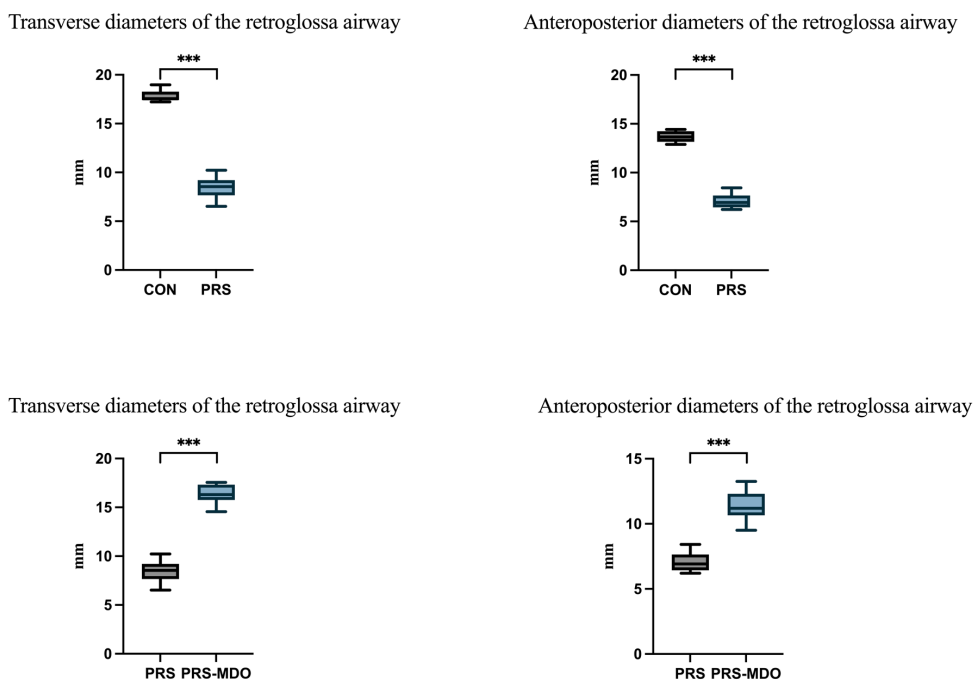 Transverse diameters of the retroglossa airway
***
20
15
10
5
0
mm
CON PRS
Anteroposterior diameters of the retroglossa airway
***
20
15
10
5
0
mm
CON PRS
Transverse diameters of the retroglossa airway
***
20
15
10
5
0
mm
PRS PRS-MDO
Anteroposterior diameters of the retroglossa airway
***
15
10
5
0
mm
PRS PRS-MDO